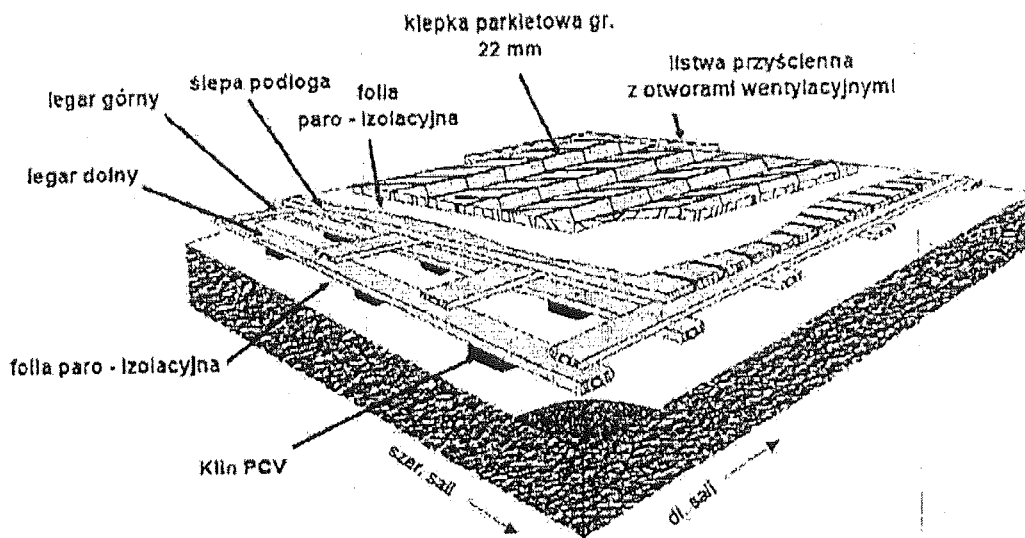 klepka parkietowa gr.
22 mm
listwa przyścienna
z otworami wentylacyjnymi
ślepa podłoga
folia
paro - izolacyjna
legar górny
legar dolny
folia paro - izolacyjna
Klin PCV
szer. sali
dł. sali